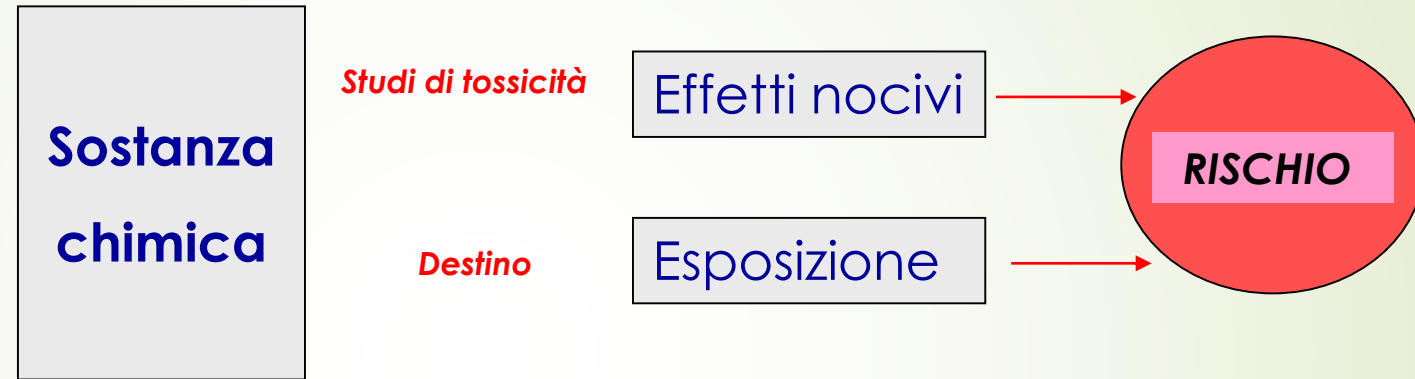 Sostanza
chimica
Studi di tossicità
Effetti nocivi
Destino
Esposizione
RISCHIO